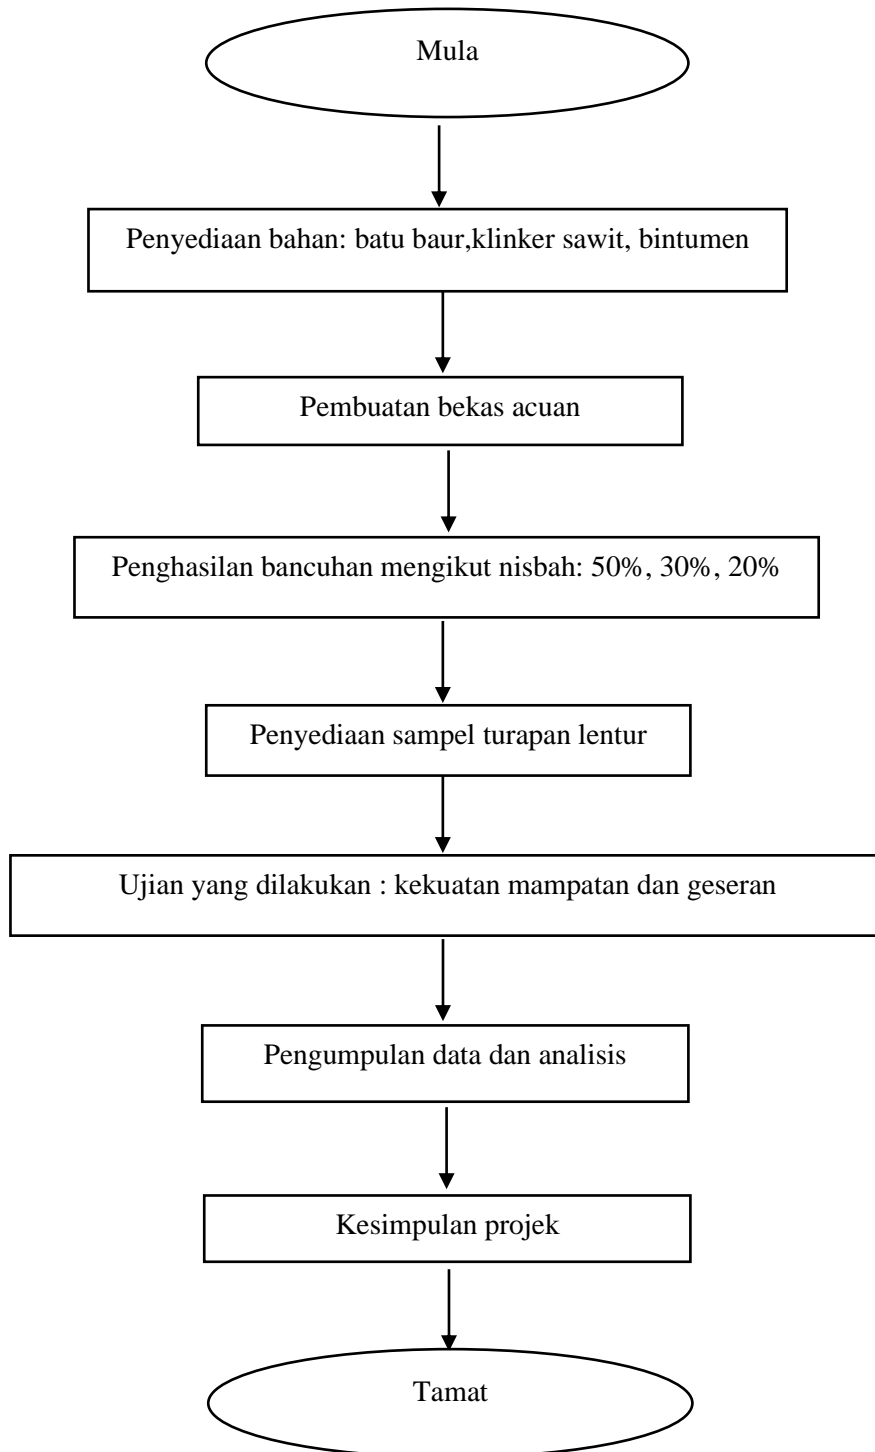 Mula
Penyediaan bahan: batu baur,klinker sawit, bintumen
Pembuatan bekas acuan
Penghasilan bancuhan mengikut nisbah: 50%, 30%, 20%
Penyediaan sampel turapan lentur
Ujian yang dilakukan : kekuatan mampatan dan geseran
Pengumpulan data dan analisis
Kesimpulan projek
Tamat